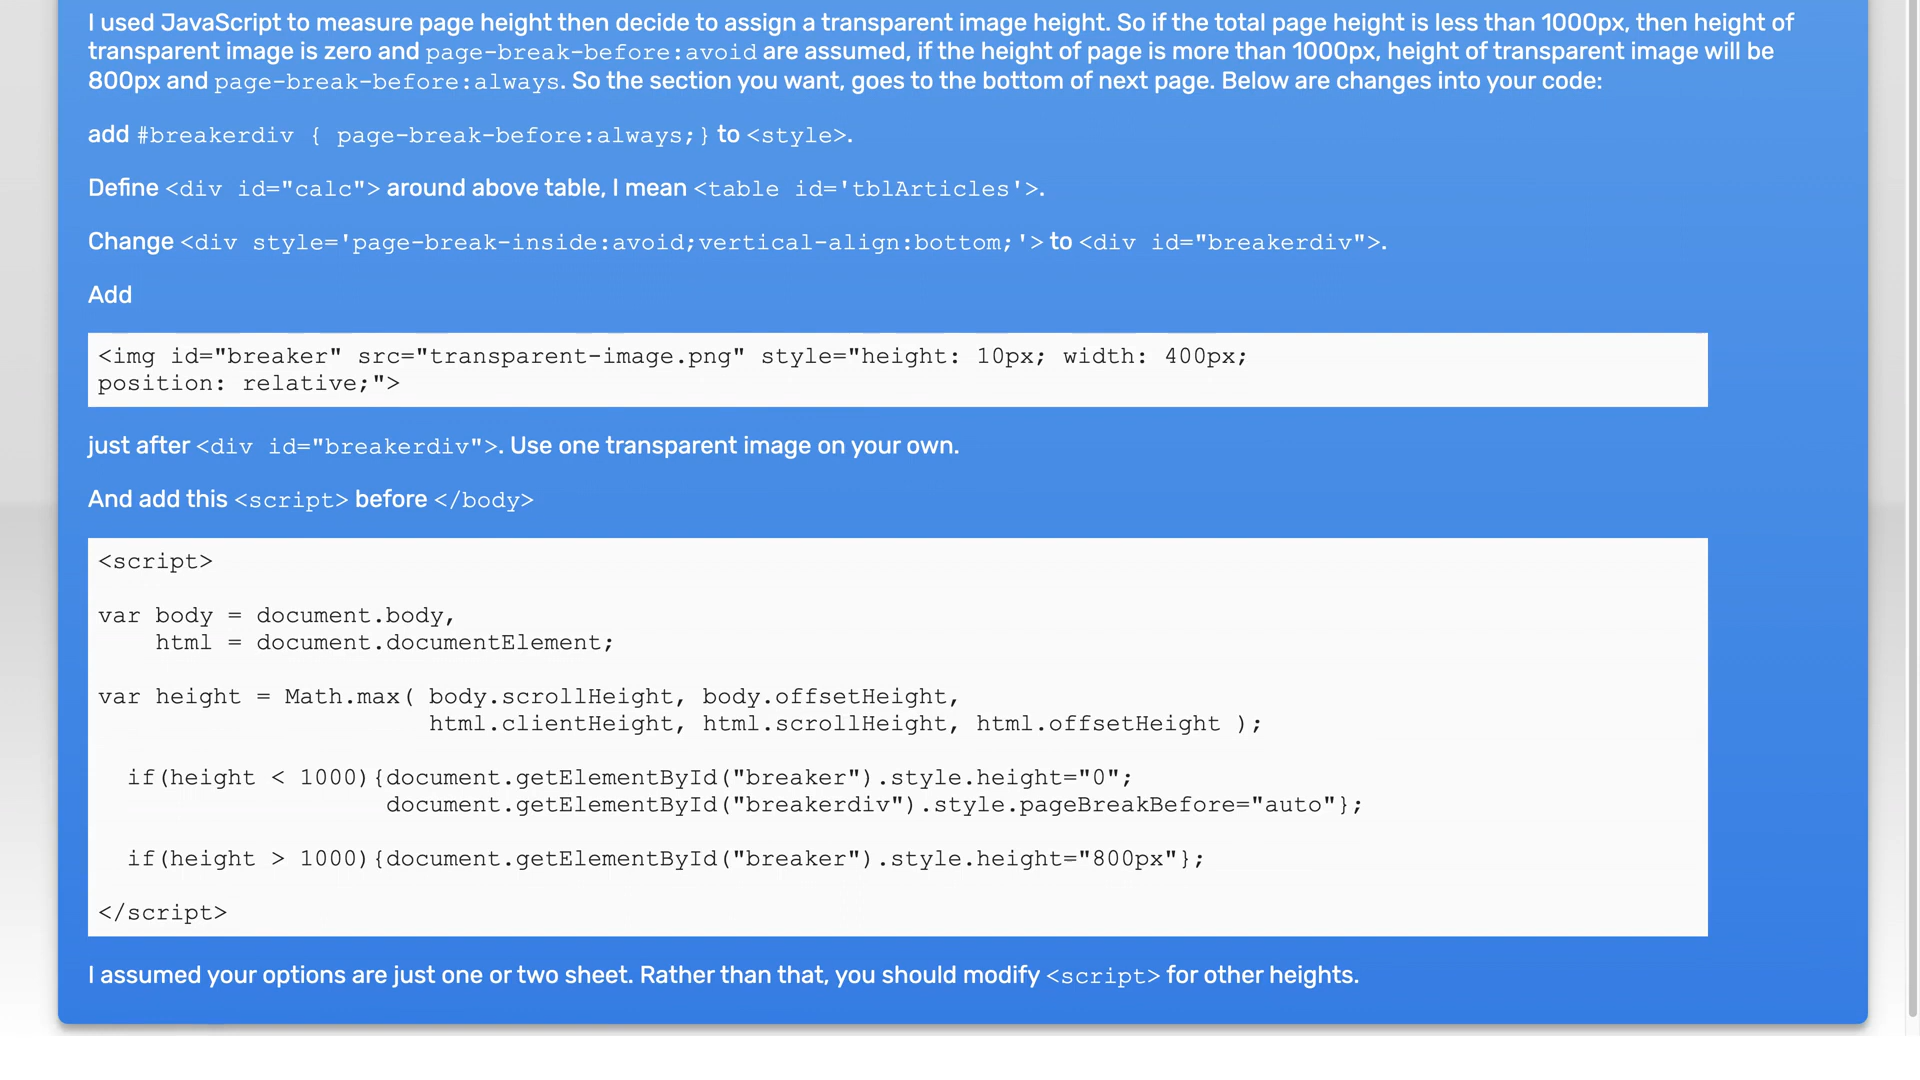 I used JavaScript to measure page height then decide to assign a transparent image height. So if the total page height is less than 1000px, then height of
transparent image is zero and page-break-before:avoid are assumed, if the height of page is more than 1000px, height of transparent image will be
800px and page-break-before:always. So the section you want, goes to the bottom of next page. Below are changes into your code:
add #breakerdiv { page-break-before:always;} to <style>.
Define <div id="calc"> around above table, I mean <table id='tblArticles'>.
Change <div style='page-break-inside:avoid;vertical-align:bottom;'> to <div id="breakerdiv">.
Add
<img id="breaker" src="transparent-image.png" style="height: 10px; width: 400px;
position: relative;">
just after <div id="breakerdiv">. Use one transparent image on your own.
And add this <script> before </body>
<script>
var body = document.body,
    html = document.documentElement;
var height = Math.max( body.scrollHeight, body.offsetHeight,
                       html.clientHeight, html.scrollHeight, html.offsetHeight );
  if(height < 1000){document.getElementById("breaker").style.height="0";
                    document.getElementById("breakerdiv").style.pageBreakBefore="auto"};
  if(height > 1000){document.getElementById("breaker").style.height="800px"};
</script>
I assumed your options are just one or two sheet. Rather than that, you should modify <script> for other heights.